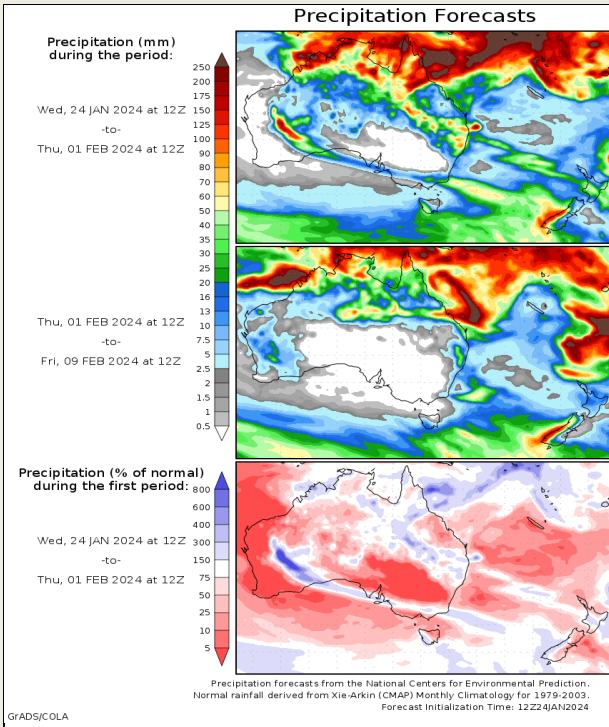 Precipitation Forecasts
Precipitation (mm)
during the period:
Wed, 24 JAN 2024 at 12Z
-to-
Thu, 01 FEB 2024 at 12Z
250
200
175
150
125
100
90
80
70
60
50
40
35
30
25
20
16
13
10
7.5
5
2.5
2
1.5
1
0.5
Thu, 01 FEB 2024 at 12Z
-to-
Fri, 09 FEB 2024 at 12Z
Precipitation (% of normal)
during the first period:
Wed, 24 JAN 2024 at 12Z
-to-
Thu, 01 FEB 2024 at 12Z
800
600
400
300
150
75
50
25
10
5
Precipitation forecasts from the National Centers for Environmental Prediction.
Normal rainfall derived from Xie-Arkin (CMAP) Monthly Climatology for 1979-2003.
Forecast Initialization Time: 12Z24JAN2024
GrADS/COLA